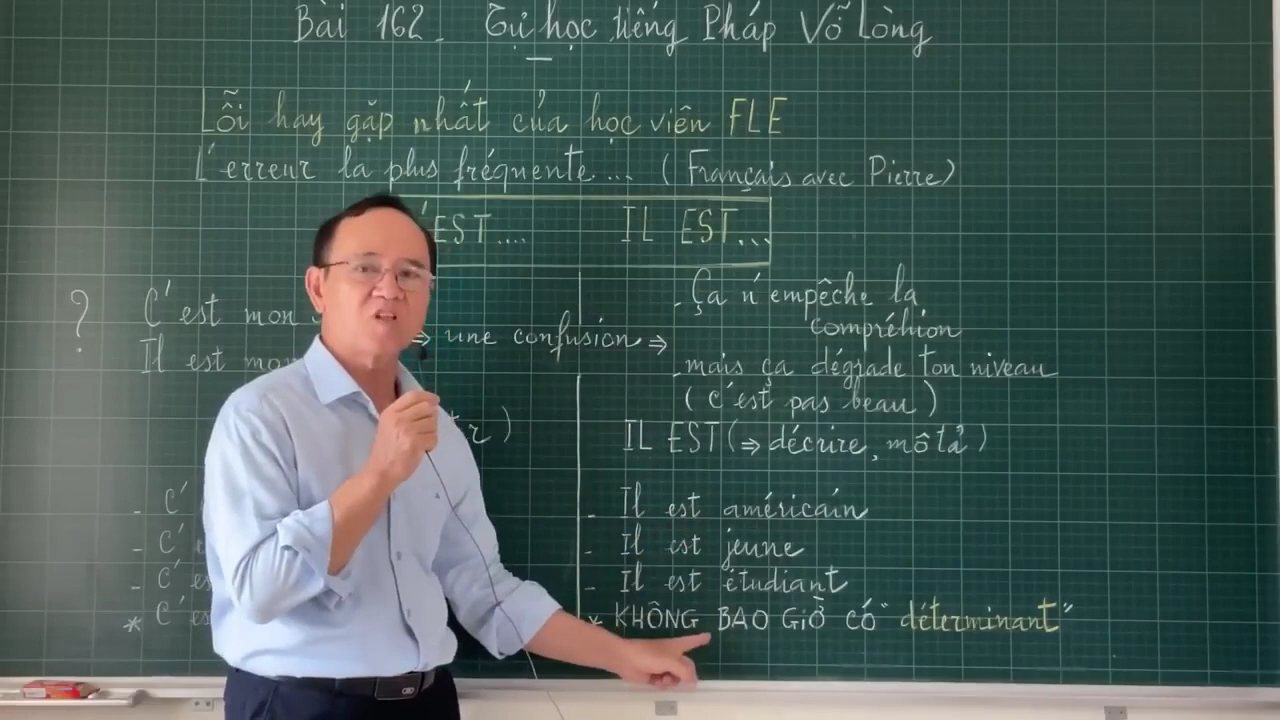 Bài 162. Tự học tiếng Pháp Vỡ Lòng
Lỗi hay gặp nhất của học viên FLE
L'erreur la plus fréquente... (Français avec Pierre)
'EST.... IL EST...
? C'est mon
Il est mon
⇒ une confusion ⇒
- Ça n'empêche la
compréhion
- mais ça dégrade ton niveau
(c'est pas beau)
IL EST (⇒ décrire, mô tả)
- C'
- C'
- C'es
* C'es
- Il est américain
- Il est jeune
- Il est étudiant
* KHÔNG BAO GIỜ CÓ "déterminant"